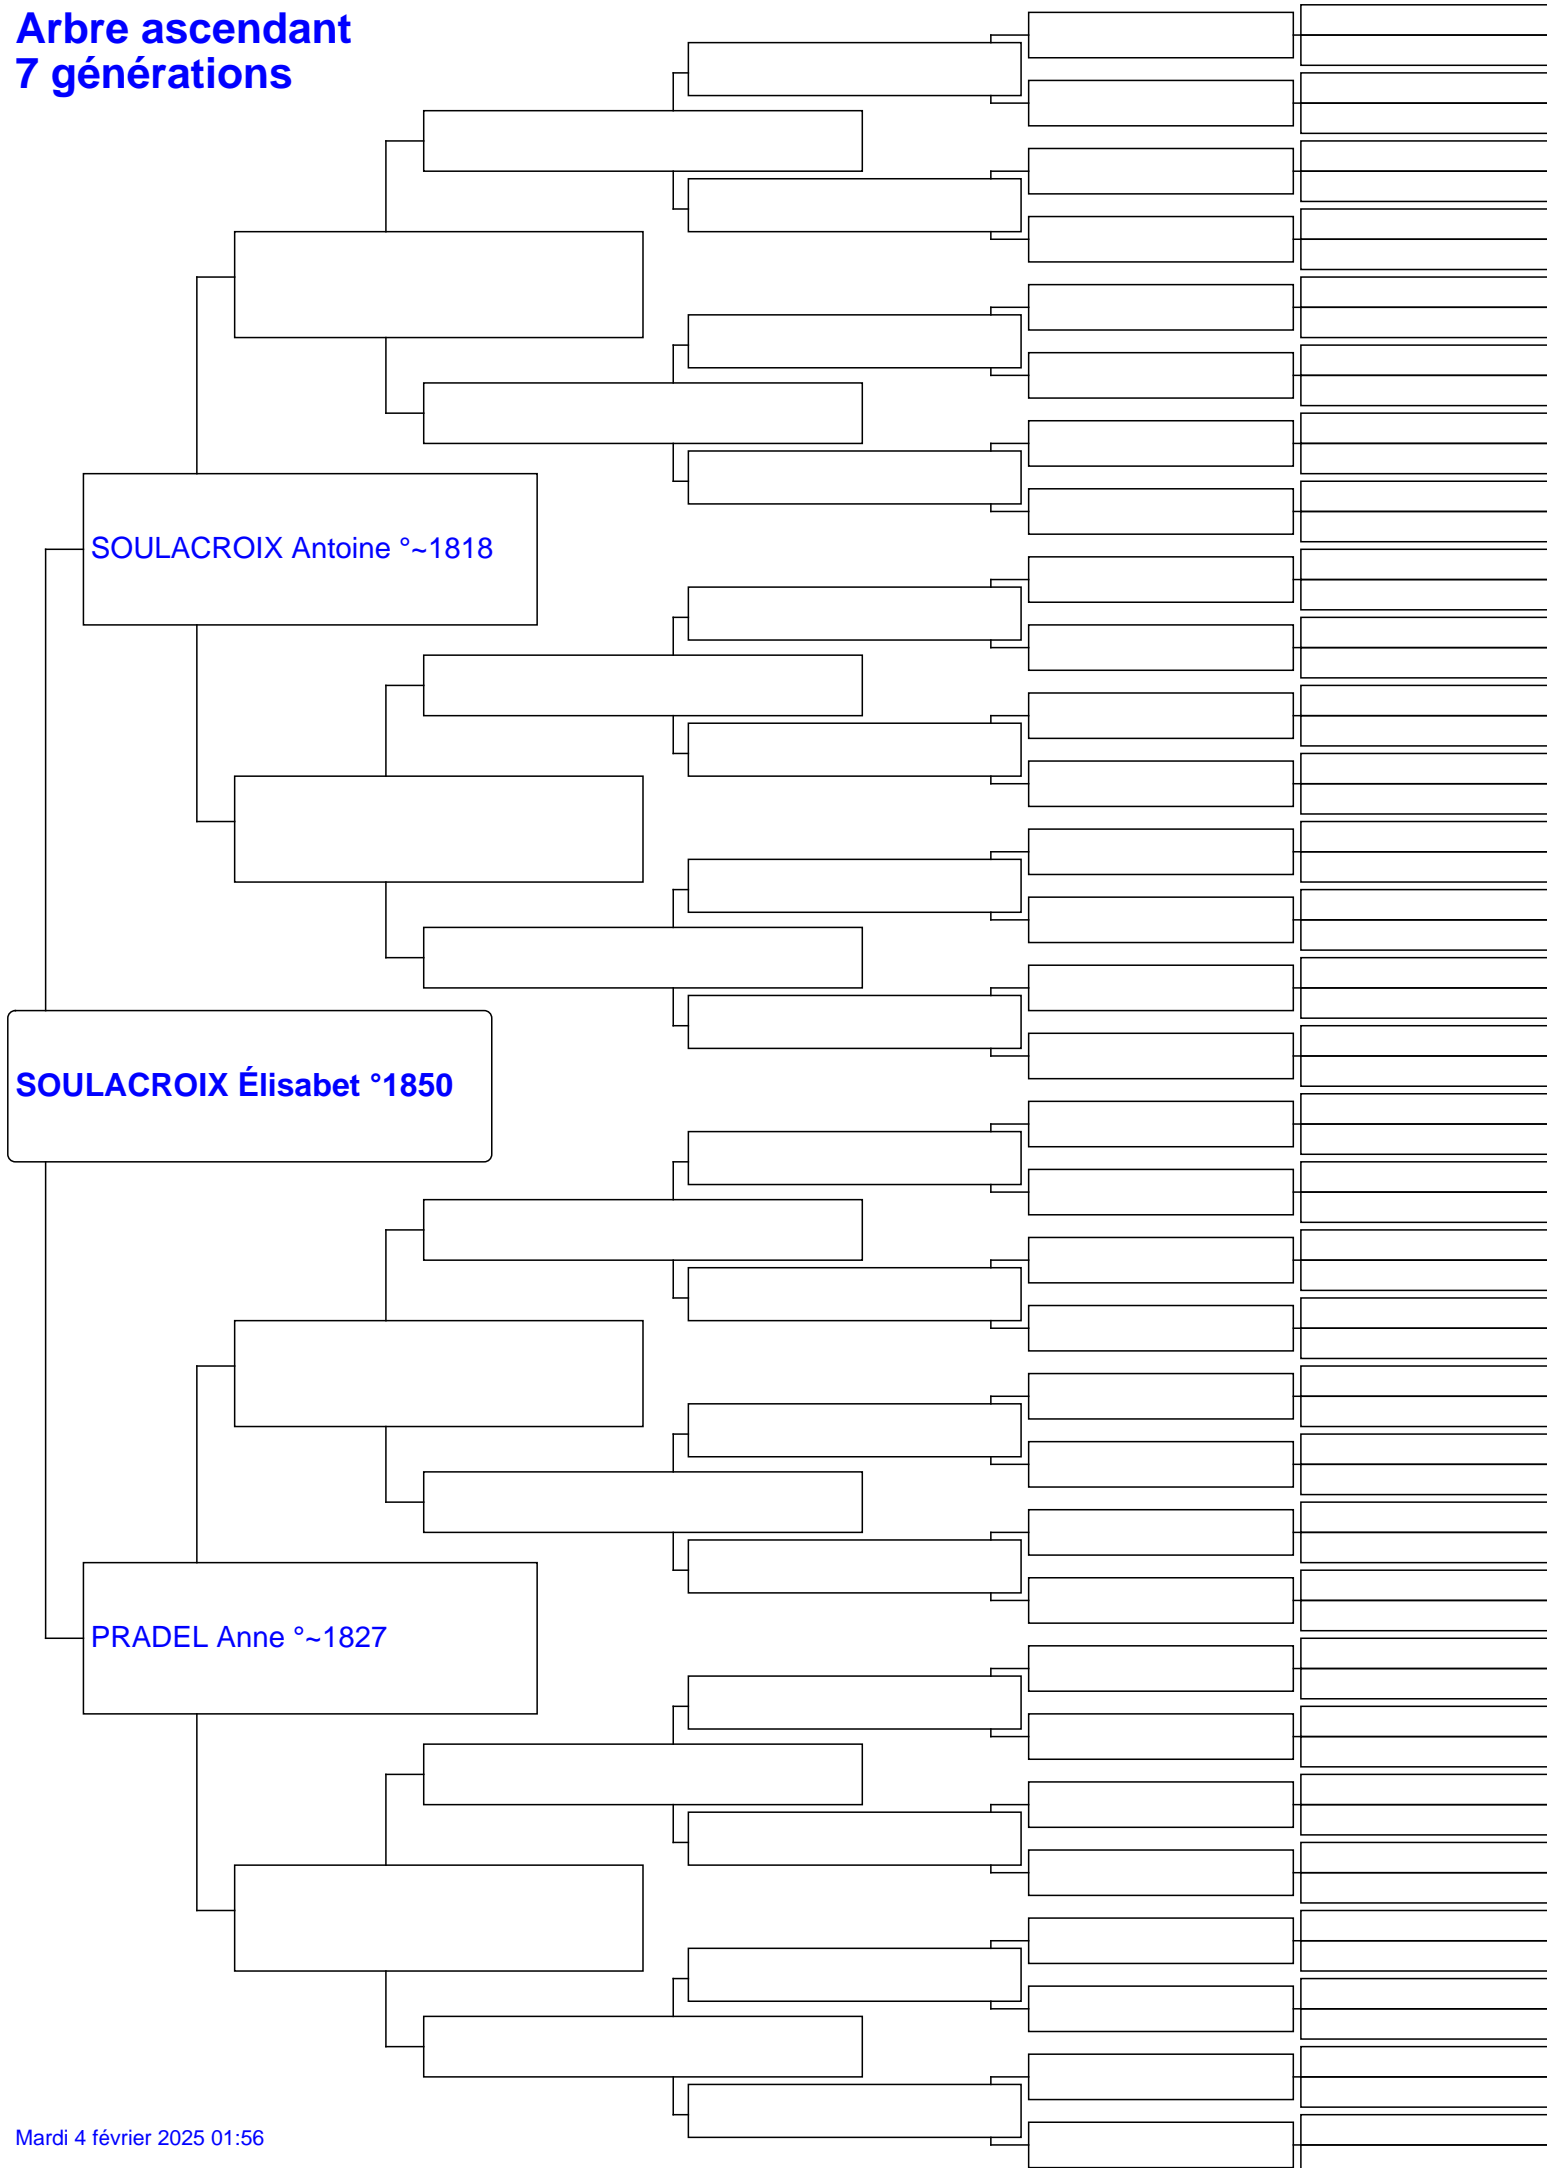 Arbre ascendant
7 générations
SOULACROIX Antoine °~1818
SOULACROIX Élisabet °1850
PRADEL Anne °~1827
Mardi 4 février 2025 01:56